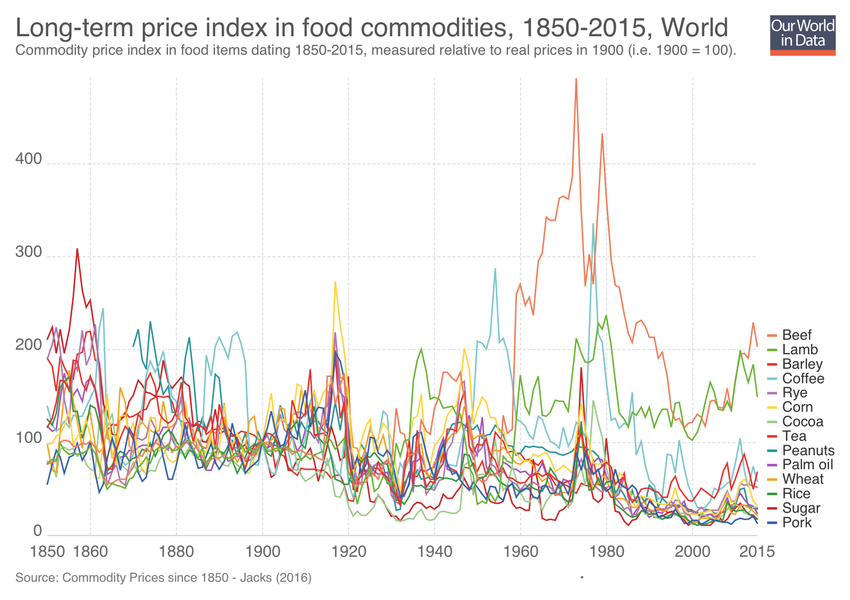 Long-term price index in food commodities, 1850-2015, World
Commodity price index in food items dating 1850-2015, measured relative to real prices in 1900 (i.e. 1900 = 100).
Our World
in Data
400
300
200
100
0
1850 1860 1880 1900 1920 1940 1960 1980 2000 2015
Beef
Lamb
Barley
Coffee
Rye
Corn
Cocoa
Tea
Peanuts
Palm oil
Wheat
Rice
Sugar
Pork
Source: Commodity Prices since 1850 - Jacks (2016)